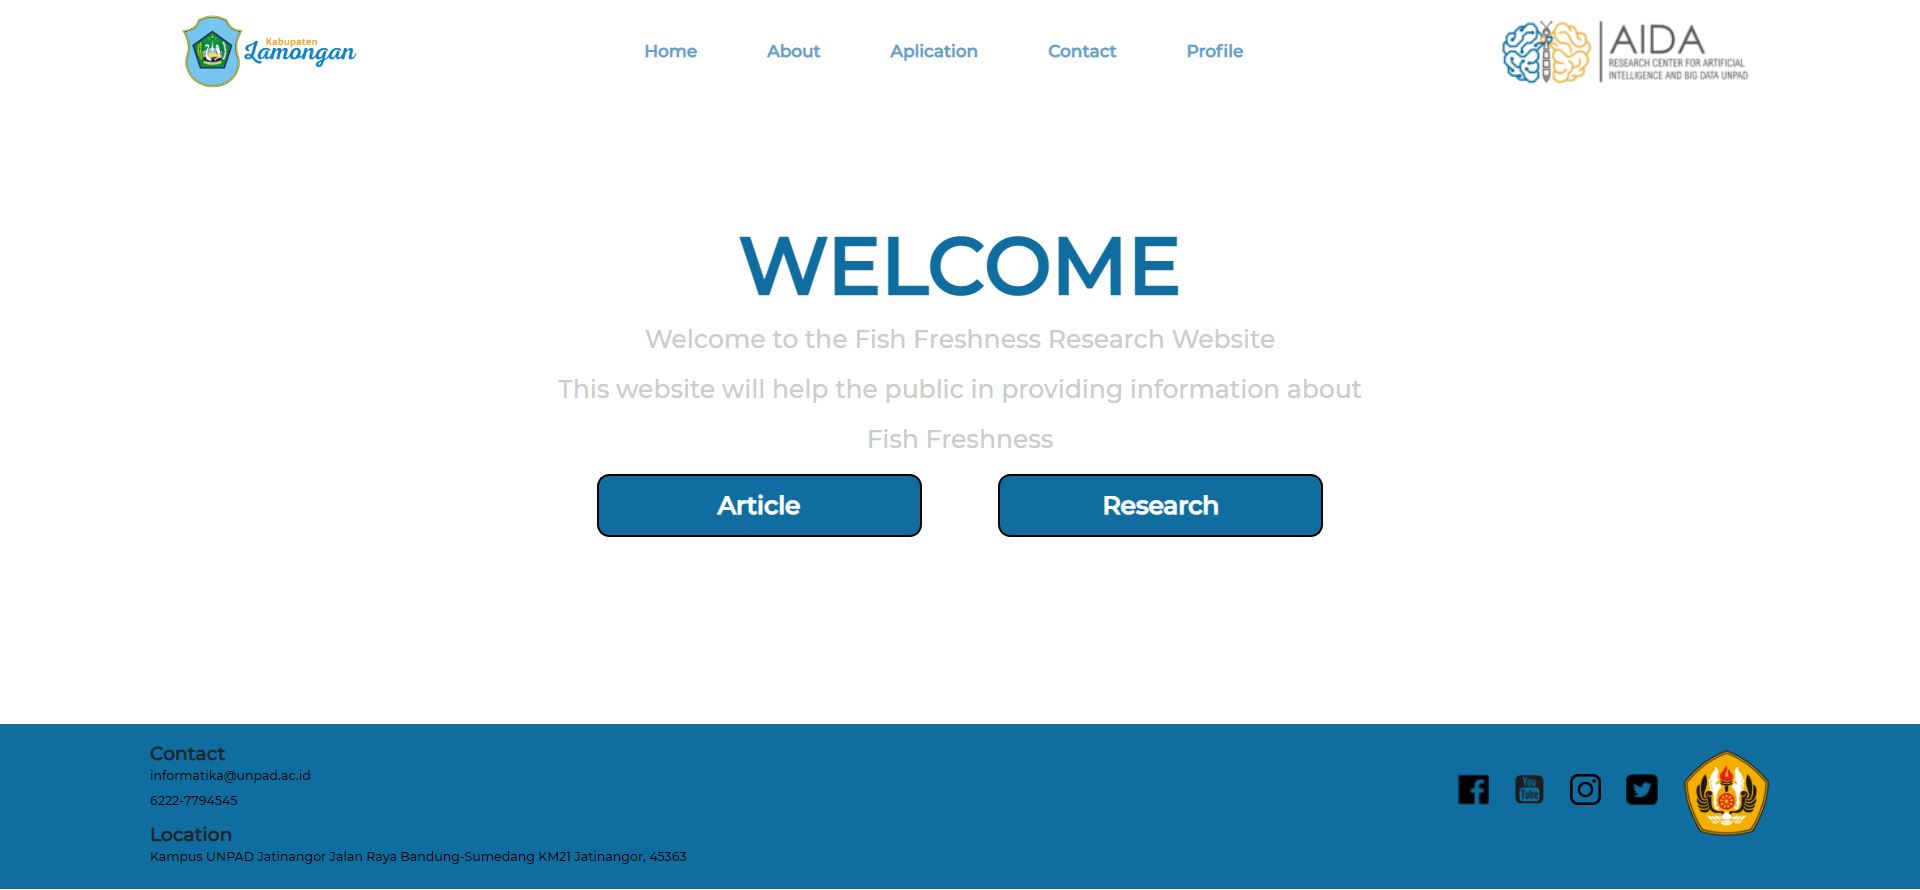 Kabupaten
Lamongan
Home
About
Aplication
Contact
Profile
AIDA
RESEARCH CENTER FOR ARTIFICIAL
INTELLIGENCE AND BIG DATA UNPAD
WELCOME
Welcome to the Fish Freshness Research Website
This website will help the public in providing information about
Fish Freshness
Article
Research
Contact
informatika@unpad.ac.id
6222-7794545
Location
Kampus UNPAD Jatinangor Jalan Raya Bandung-Sumedang KM21 Jatinangor, 45363
You
Tube